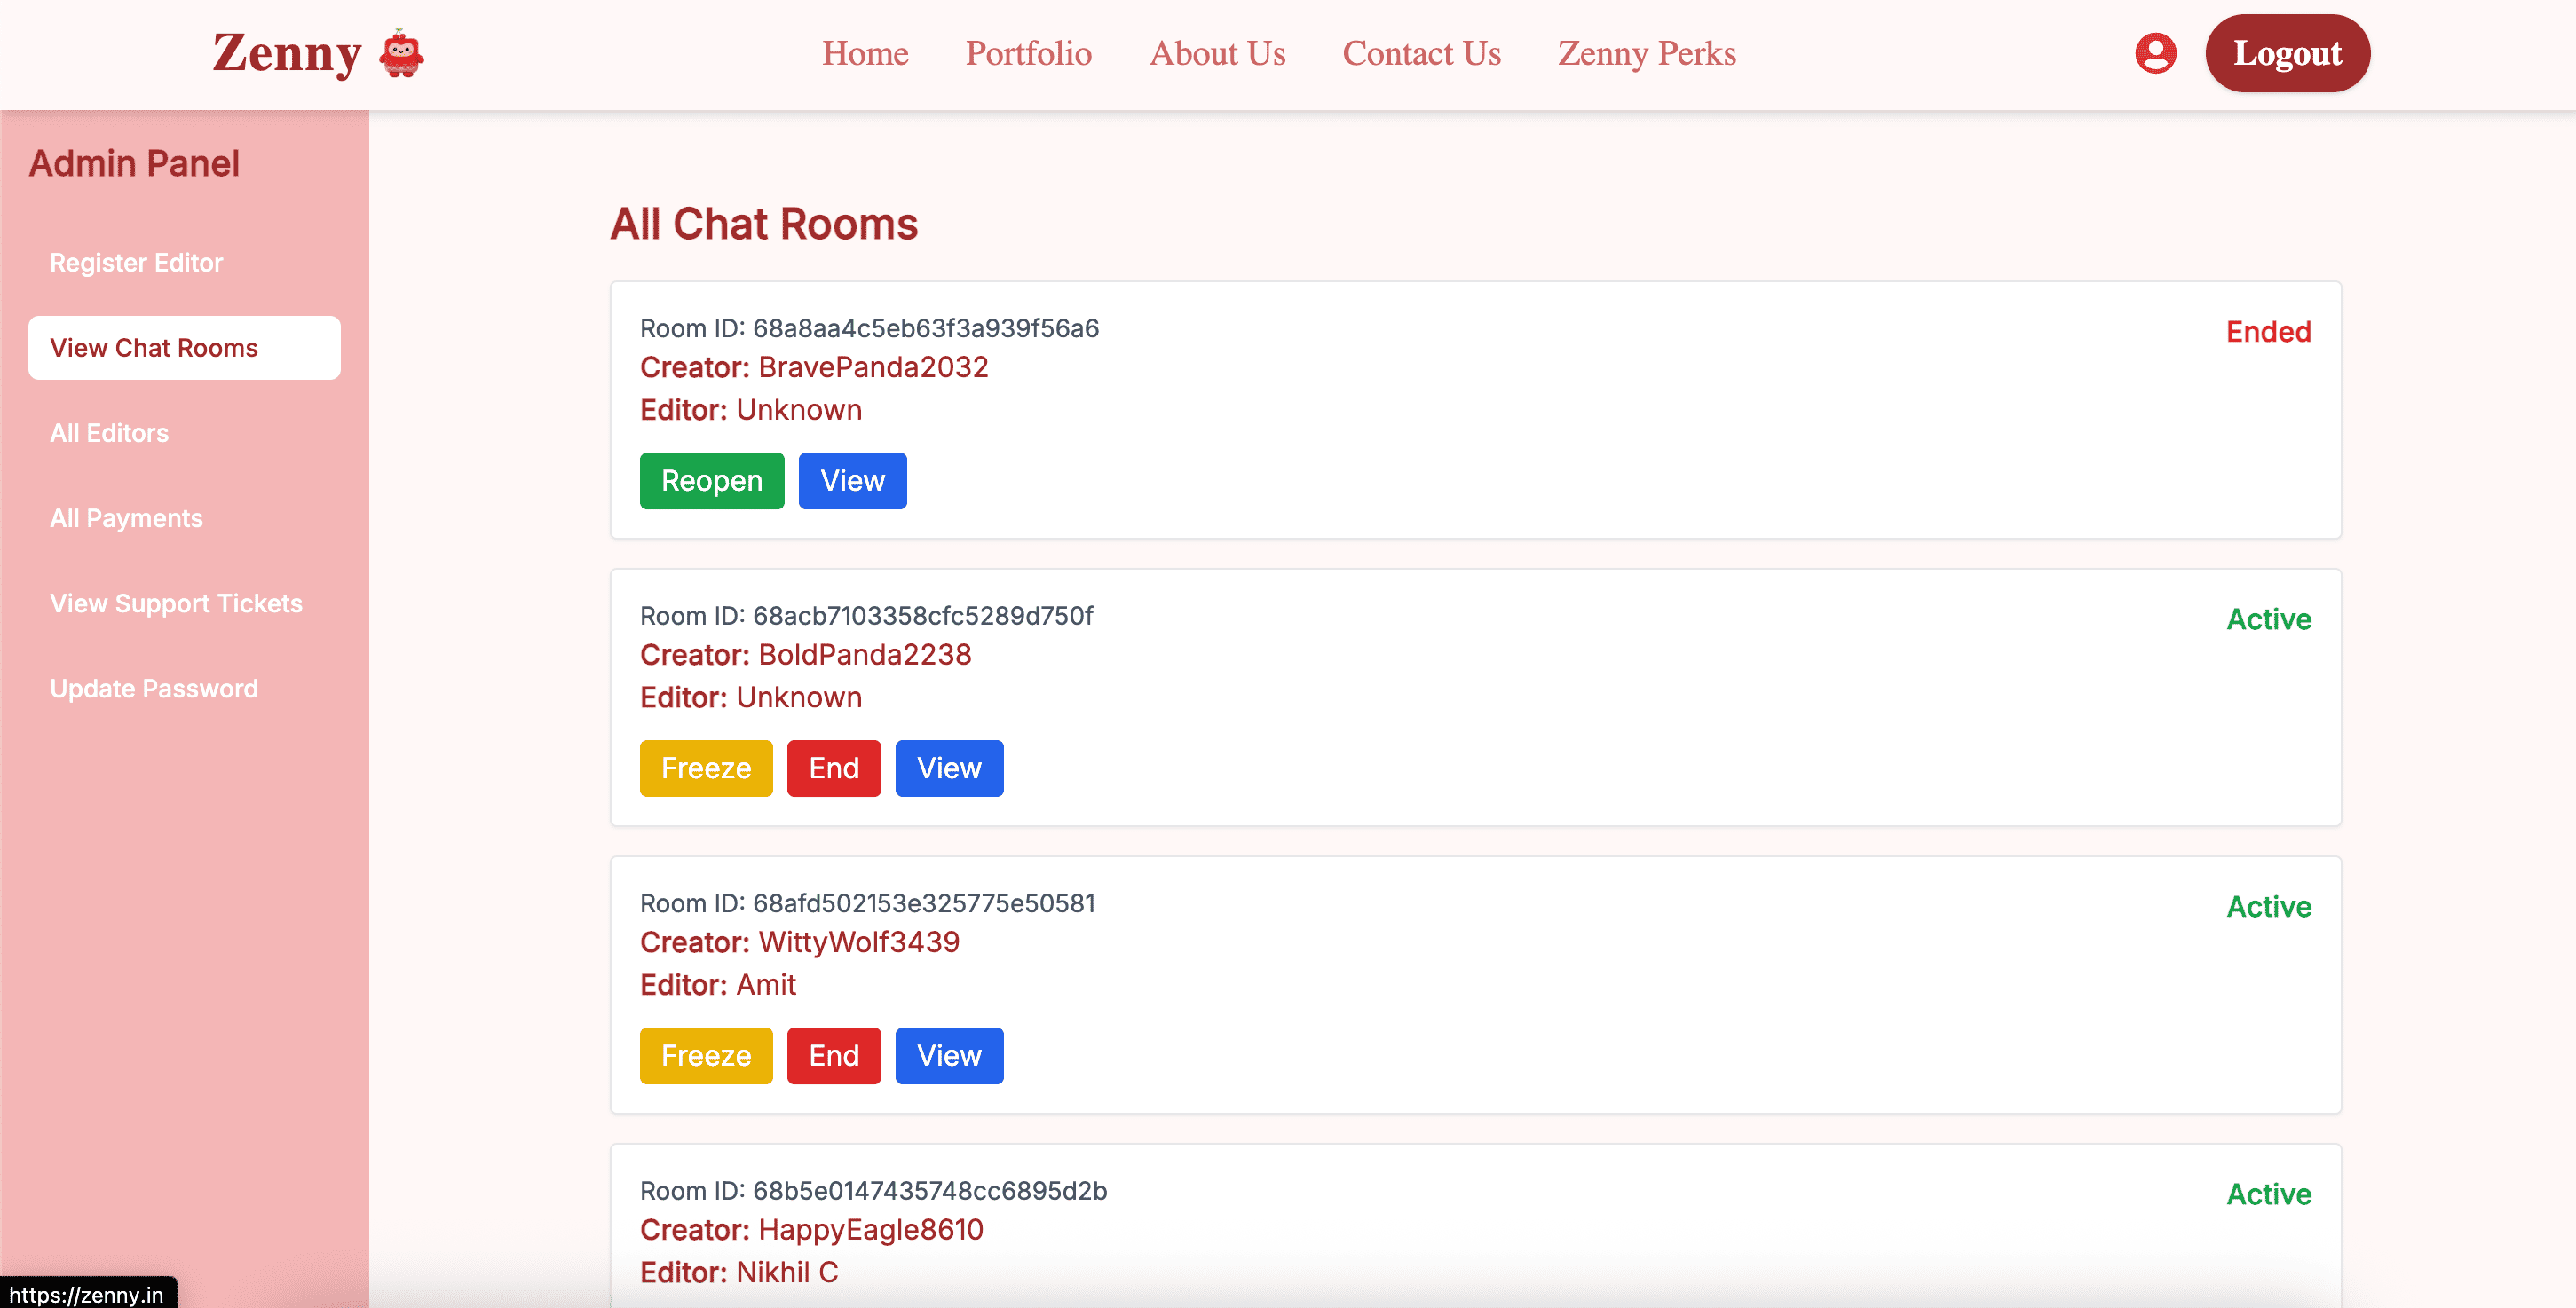 Zenny
Home Portfolio About Us Contact Us Zenny Perks
Logout
Admin Panel
Register Editor
View Chat Rooms
All Editors
All Payments
View Support Tickets
Update Password
All Chat Rooms
Room ID: 68a8aa4c5eb63f3a939f56a6
Ended
Creator: BravePanda2032
Editor: Unknown
Reopen View
Room ID: 68acb7103358cfc5289d750f
Active
Creator: BoldPanda2238
Editor: Unknown
Freeze End View
Room ID: 68afd502153e325775e50581
Active
Creator: WittyWolf3439
Editor: Amit
Freeze End View
Room ID: 68b5e0147435748cc6895d2b
Active
Creator: HappyEagle8610
Editor: Nikhil C
https://zenny.in